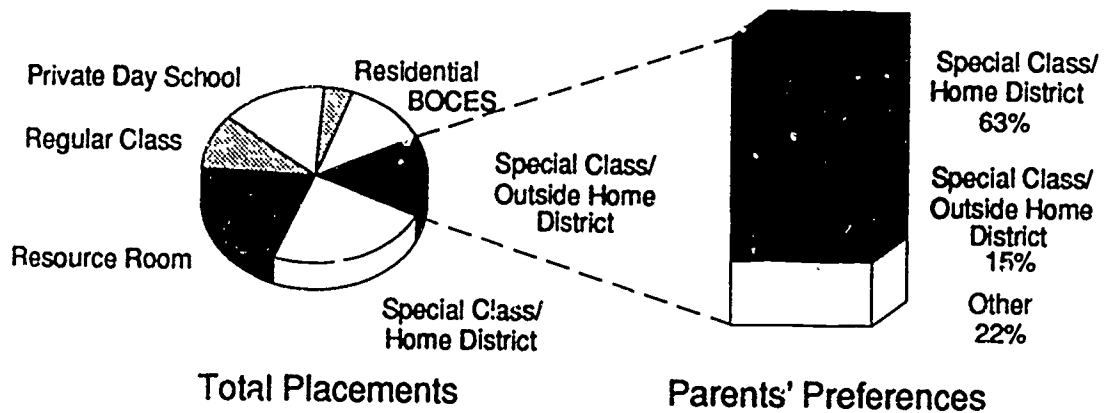 Private Day School
Residential
BOCES
Regular Class
Resource Room
Special Class/
Outside Home
District
Special Class/
Home District
Total Placements
Special Class/
Home District
63%
Special Class/
Outside Home
District
15%
Other
22%
Parents' Preferences